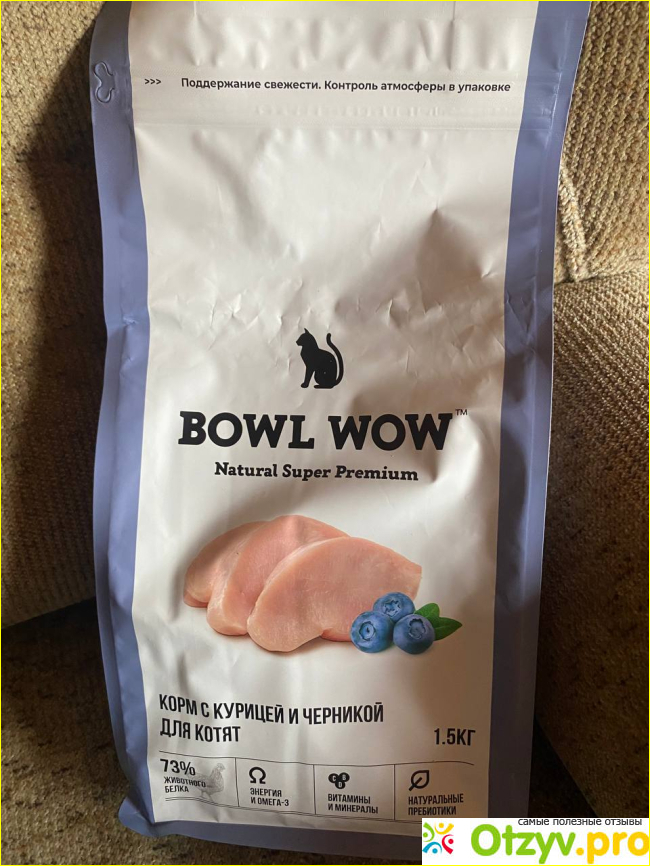 >>> Поддержание свежести. Контроль атмосферы в упаковке
BOWL WOW™
Natural Super Premium
КОРМ С КУРИЦЕЙ И ЧЕРНИКОЙ
ДЛЯ КОТЯТ
1.5КГ
73%
ЖИВОТНОГО
БЕЛКА
Ω
ЭНЕРГИЯ
И ОМЕГА-3
ВИТАМИНЫ
И МИНЕРАЛЫ
НАТУРАЛЬНЫЕ
ПРЕБИОТИКИ
самые полезные отзывы
Otzyv.pro